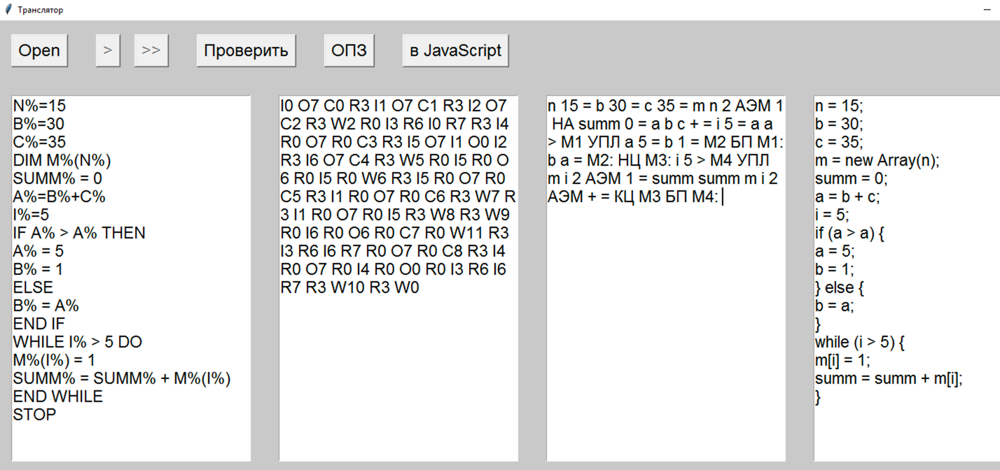 Транслятор
Open > >> Проверить ОПЗ в JavaScript
N%=15
B%=30
C%=35
DIM M%(N%)
SUMM% = 0
A%=B%+C%
I%=5
IF A% > A% THEN
A% = 5
B% = 1
ELSE
B% = A%
END IF
WHILE I% > 5 DO
M%(I%) = 1
SUMM% = SUMM% + M%(I%)
END WHILE
STOP
I0 O7 C0 R3 I1 O7 C1 R3 I2 O7
C2 R3 W2 R0 I3 R6 I0 R7 R3 I4
R0 O7 R0 C3 R3 I5 O7 I1 O0 I2
R3 I6 O7 C4 R3 W5 R0 I5 R0 O
6 R0 I5 R0 W6 R3 I5 R0 O7 R0
C5 R3 I1 R0 O7 R0 C6 R3 W7 R
3 I1 R0 O7 R0 I5 R3 W8 R3 W9
R0 I6 R0 O6 R0 C7 R0 W11 R3
I3 R6 I6 R7 R0 O7 R0 C8 R3 I4
R0 O7 R0 I4 R0 O0 R0 I3 R6 I6
R7 R3 W10 R3 W0
n 15 = b 30 = c 35 = m n 2 АЭМ 1
НА summ 0 = a b c + = i 5 = a a
> М1 УПЛ a 5 = b 1 = М2 БП М1:
b a = М2: НЦ М3: i 5 > М4 УПЛ
m i 2 АЭМ 1 = summ summ m i 2
АЭМ + = КЦ М3 БП М4:
n = 15;
b = 30;
c = 35;
m = new Array(n);
summ = 0;
a = b + c;
i = 5;
if (a > a) {
a = 5;
b = 1;
} else {
b = a;
}
while (i > 5) {
m[i] = 1;
summ = summ + m[i];
}